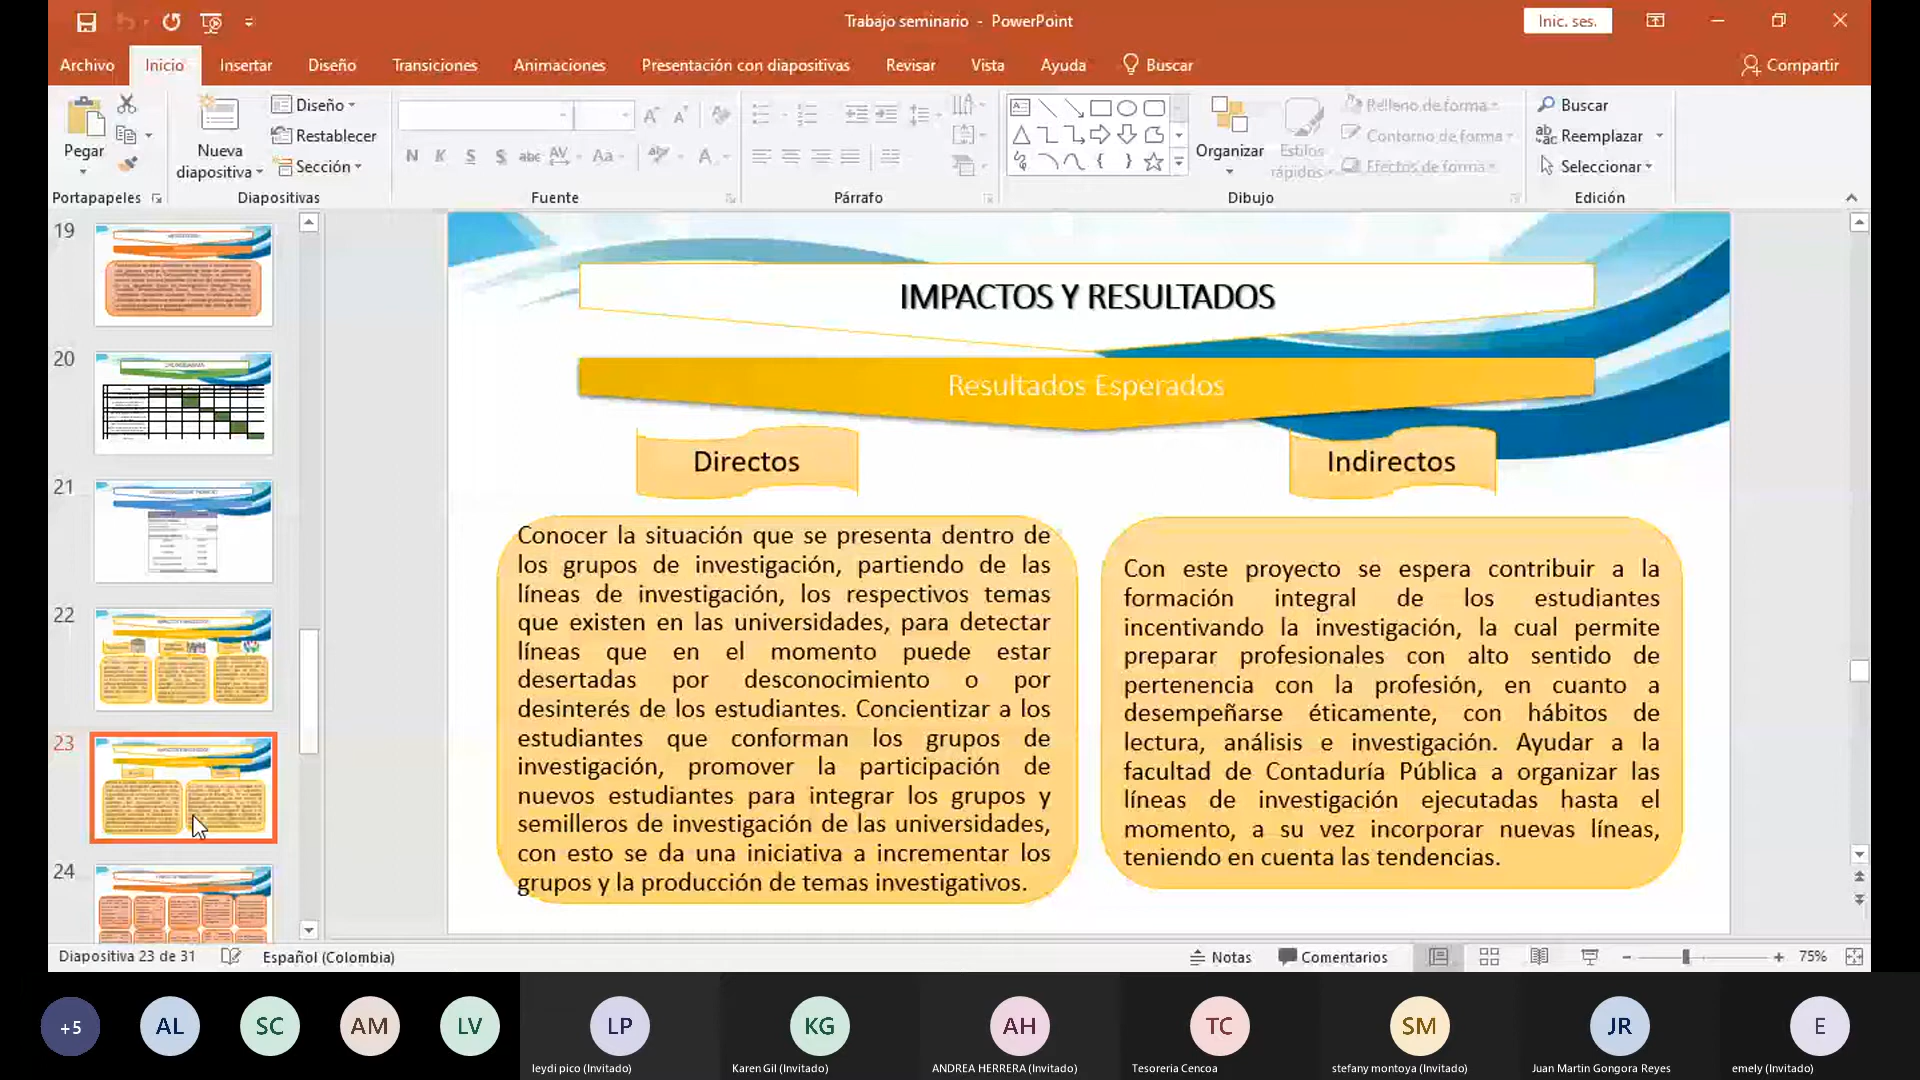 Trabajo seminario - PowerPoint
Inic. ses.
Archivo
Inicio
Insertar
Diseño
Transiciones
Animaciones
Presentación con diapositivas
Revisar
Vista
Ayuda
Buscar
Compartir
Pegar
Nueva
diapositiva
Diseño
Restablecer
Sección
N K S S abc AV Aa A
Organizar
Estilos
rápidos
Relleno de forma
Contorno de forma
Efectos de forma
Buscar
Reemplazar
Seleccionar
Portapapeles
Diapositivas
Fuente
Párrafo
Dibujo
Edición
19
20
21
22
23
24
IMPACTOS Y RESULTADOS
Resultados Esperados
Directos
Conocer la situación que se presenta dentro de
los grupos de investigación, partiendo de las
líneas de investigación, los respectivos temas
que existen en las universidades, para detectar
líneas que en el momento puede estar
desertadas por desconocimiento o por
desinterés de los estudiantes. Concientizar a los
estudiantes que conforman los grupos de
investigación, promover la participación de
nuevos estudiantes para integrar los grupos y
semilleros de investigación de las universidades,
con esto se da una iniciativa a incrementar los
grupos y la producción de temas investigativos.
Indirectos
Con este proyecto se espera contribuir a la
formación integral de los estudiantes
incentivando la investigación, la cual permite
preparar profesionales con alto sentido de
pertenencia con la profesión, en cuanto a
desempeñarse éticamente, con hábitos de
lectura, análisis e investigación. Ayudar a la
facultad de Contaduría Pública a organizar las
líneas de investigación ejecutadas hasta el
momento, a su vez incorporar nuevas líneas,
teniendo en cuenta las tendencias.
Diapositiva 23 de 31
Español (Colombia)
Notas
Comentarios
75%
+5
AL
SC
AM
LV
LP
KG
AH
TC
SM
JR
E
leydi pico (Invitado)
Karen Gil (Invitado)
ANDREA HERRERA (Invitado)
Tesoreria Cencoa
stefany montoya (Invitado)
Juan Martin Gongora Reyes
emely (Invitado)